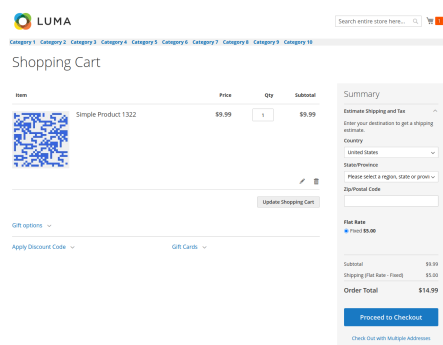 LUMA
Search entire store here...
1
Category 1 Category 2 Category 3 Category 4 Category 5 Category 6 Category 7 Category 8 Category 9 Category 10
Shopping Cart
Item Price Qty Subtotal
Simple Product 1322 $9.99 1 $9.99
Update Shopping Cart
Gift options
Apply Discount Code Gift Cards
Summary
Estimate Shipping and Tax
Enter your destination to get a shipping
estimate.
Country
United States
State/Province
Please select a region, state or provi
Zip/Postal Code
Flat Rate
Fixed $5.00
Subtotal $9.99
Shipping (Flat Rate - Fixed) $5.00
Order Total $14.99
Proceed to Checkout
Check Out with Multiple Addresses